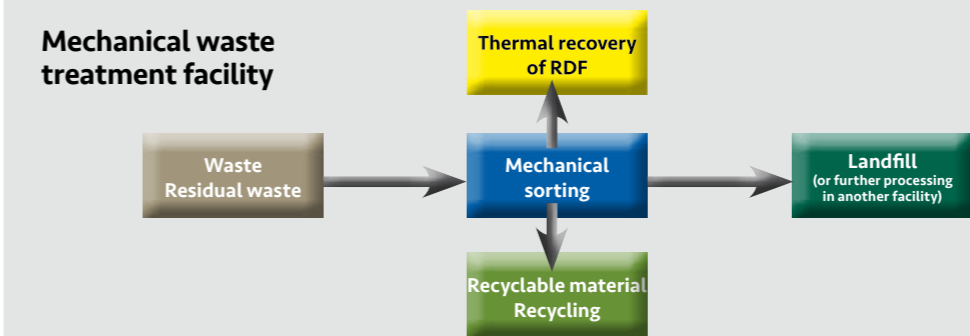 Mechanical waste
treatment facility
Thermal recovery
of RDF
Waste
Residual waste
Mechanical
sorting
Landfill
(or further processing
in another facility)
Recyclable material
Recycling